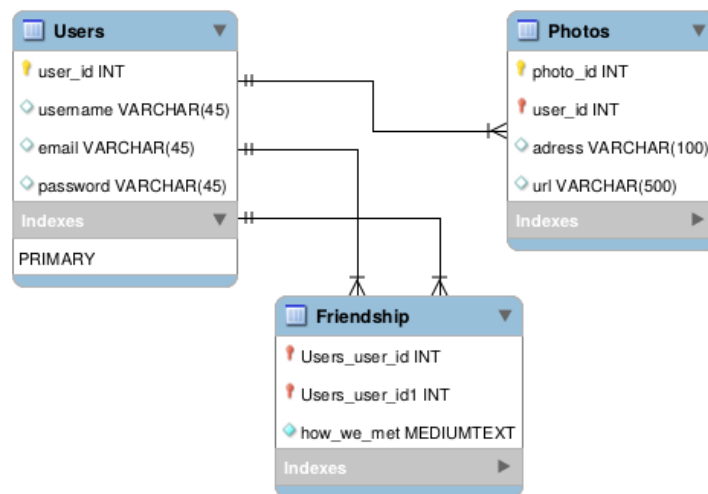 Users
user_id INT
username VARCHAR(45)
email VARCHAR(45)
password VARCHAR(45)
Indexes
PRIMARY
Photos
photo_id INT
user_id INT
adress VARCHAR(100)
url VARCHAR(500)
Indexes
Friendship
Users_user_id INT
Users_user_id1 INT
how_we_met MEDIUMTEXT
Indexes